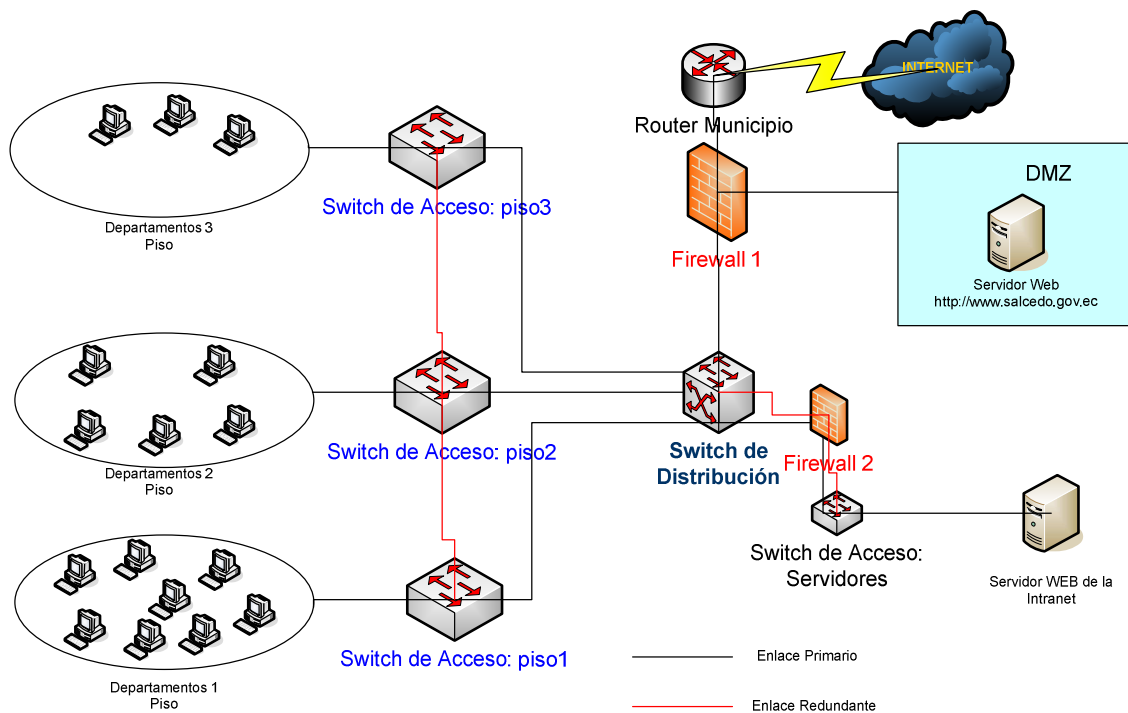 INTERNET
Router Municipio
DMZ
Servidor Web
http://www.salcedo.gov.ec
Firewall 1
Switch de Acceso: piso3
Departamentos 3
Piso
Switch de Acceso: piso2
Departamentos 2
Piso
Switch de
Distribución
Firewall 2
Switch de Acceso:
Servidores
Servidor WEB de la
Intranet
Switch de Acceso: piso1
Departamentos 1
Piso
Enlace Primario
Enlace Redundante